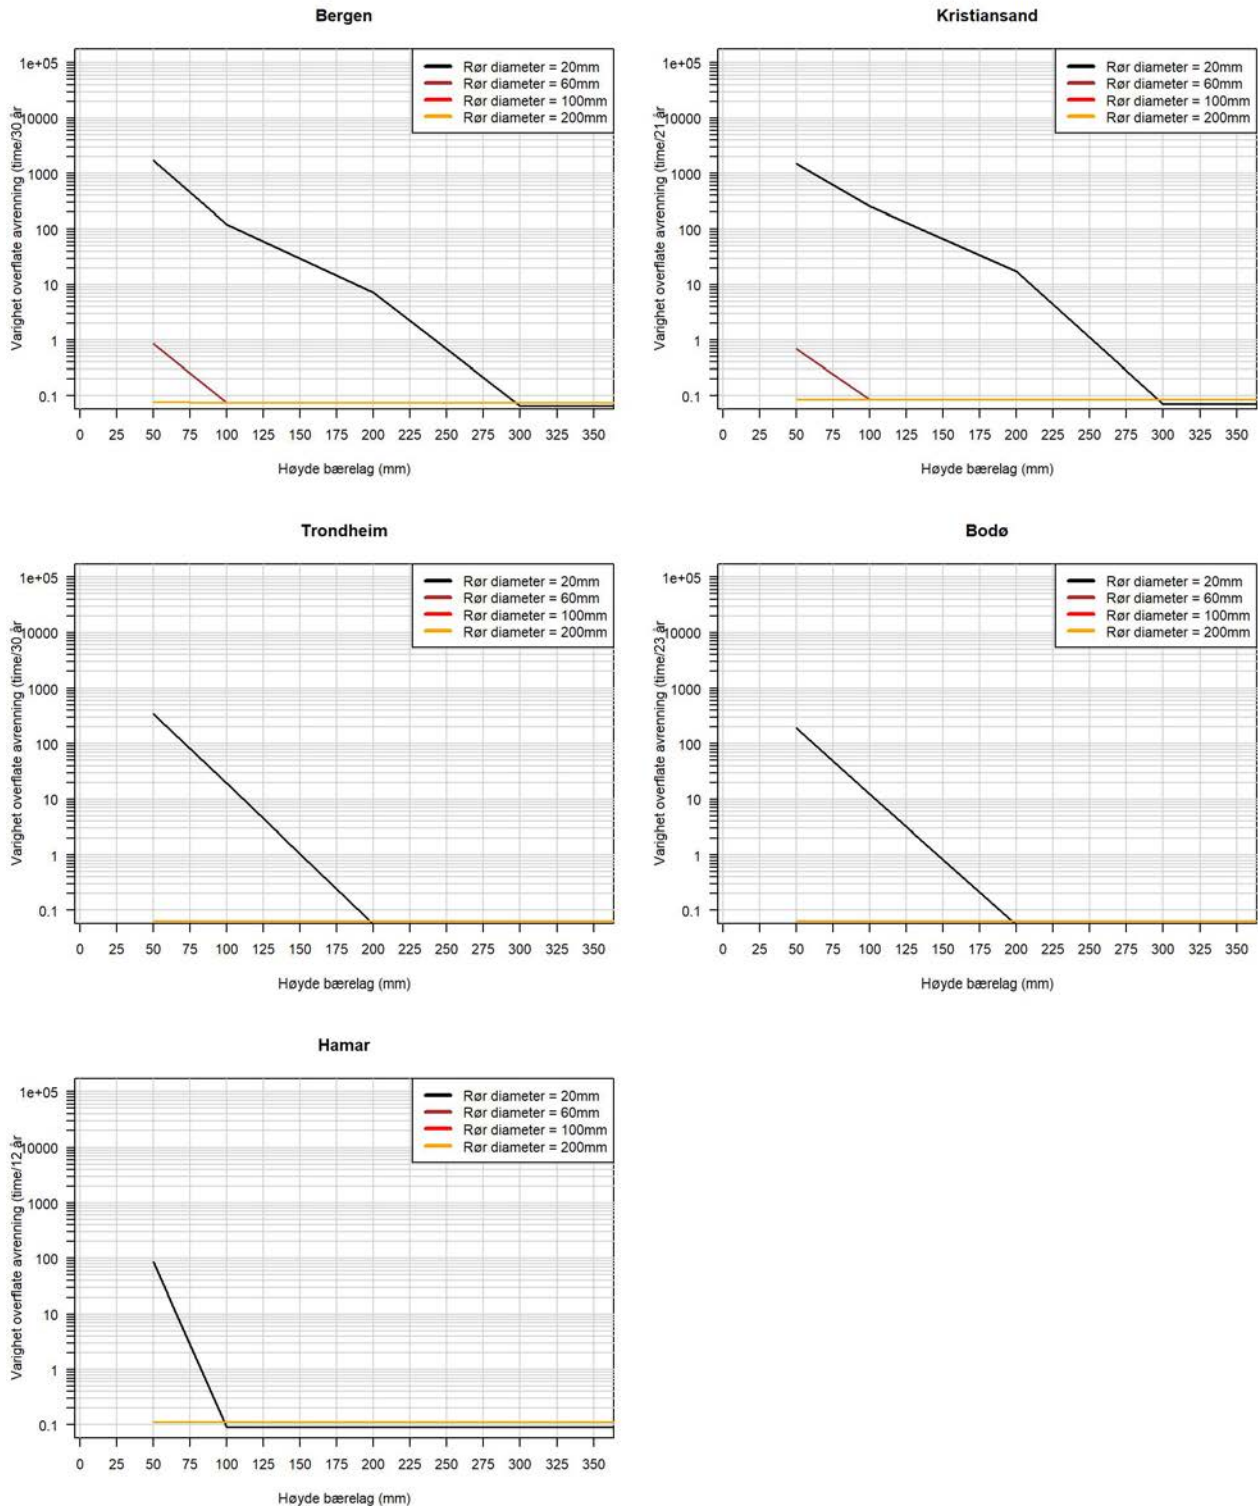 Bergen
Rør diameter = 20mm
Rør diameter = 60mm
Rør diameter = 100mm
Rør diameter = 200mm
Varighet overflate avrenning (time/30 år
1e+05
10000
1000
100
10
1
0.1
0 25 50 75 100 125 150 175 200 225 250 275 300 325 350
Høyde bærelag (mm)
Kristiansand
Rør diameter = 20mm
Rør diameter = 60mm
Rør diameter = 100mm
Rør diameter = 200mm
Varighet overflate avrenning (time/21 år
1e+05
10000
1000
100
10
1
0.1
0 25 50 75 100 125 150 175 200 225 250 275 300 325 350
Høyde bærelag (mm)
Trondheim
Rør diameter = 20mm
Rør diameter = 60mm
Rør diameter = 100mm
Rør diameter = 200mm
Varighet overflate avrenning (time/30 år
1e+05
10000
1000
100
10
1
0.1
0 25 50 75 100 125 150 175 200 225 250 275 300 325 350
Høyde bærelag (mm)
Bodø
Rør diameter = 20mm
Rør diameter = 60mm
Rør diameter = 100mm
Rør diameter = 200mm
Varighet overflate avrenning (time/23 år
1e+05
10000
1000
100
10
1
0.1
0 25 50 75 100 125 150 175 200 225 250 275 300 325 350
Høyde bærelag (mm)
Hamar
Rør diameter = 20mm
Rør diameter = 60mm
Rør diameter = 100mm
Rør diameter = 200mm
Varighet overflate avrenning (time/12 år
1e+05
10000
1000
100
10
1
0.1
0 25 50 75 100 125 150 175 200 225 250 275 300 325 350
Høyde bærelag (mm)